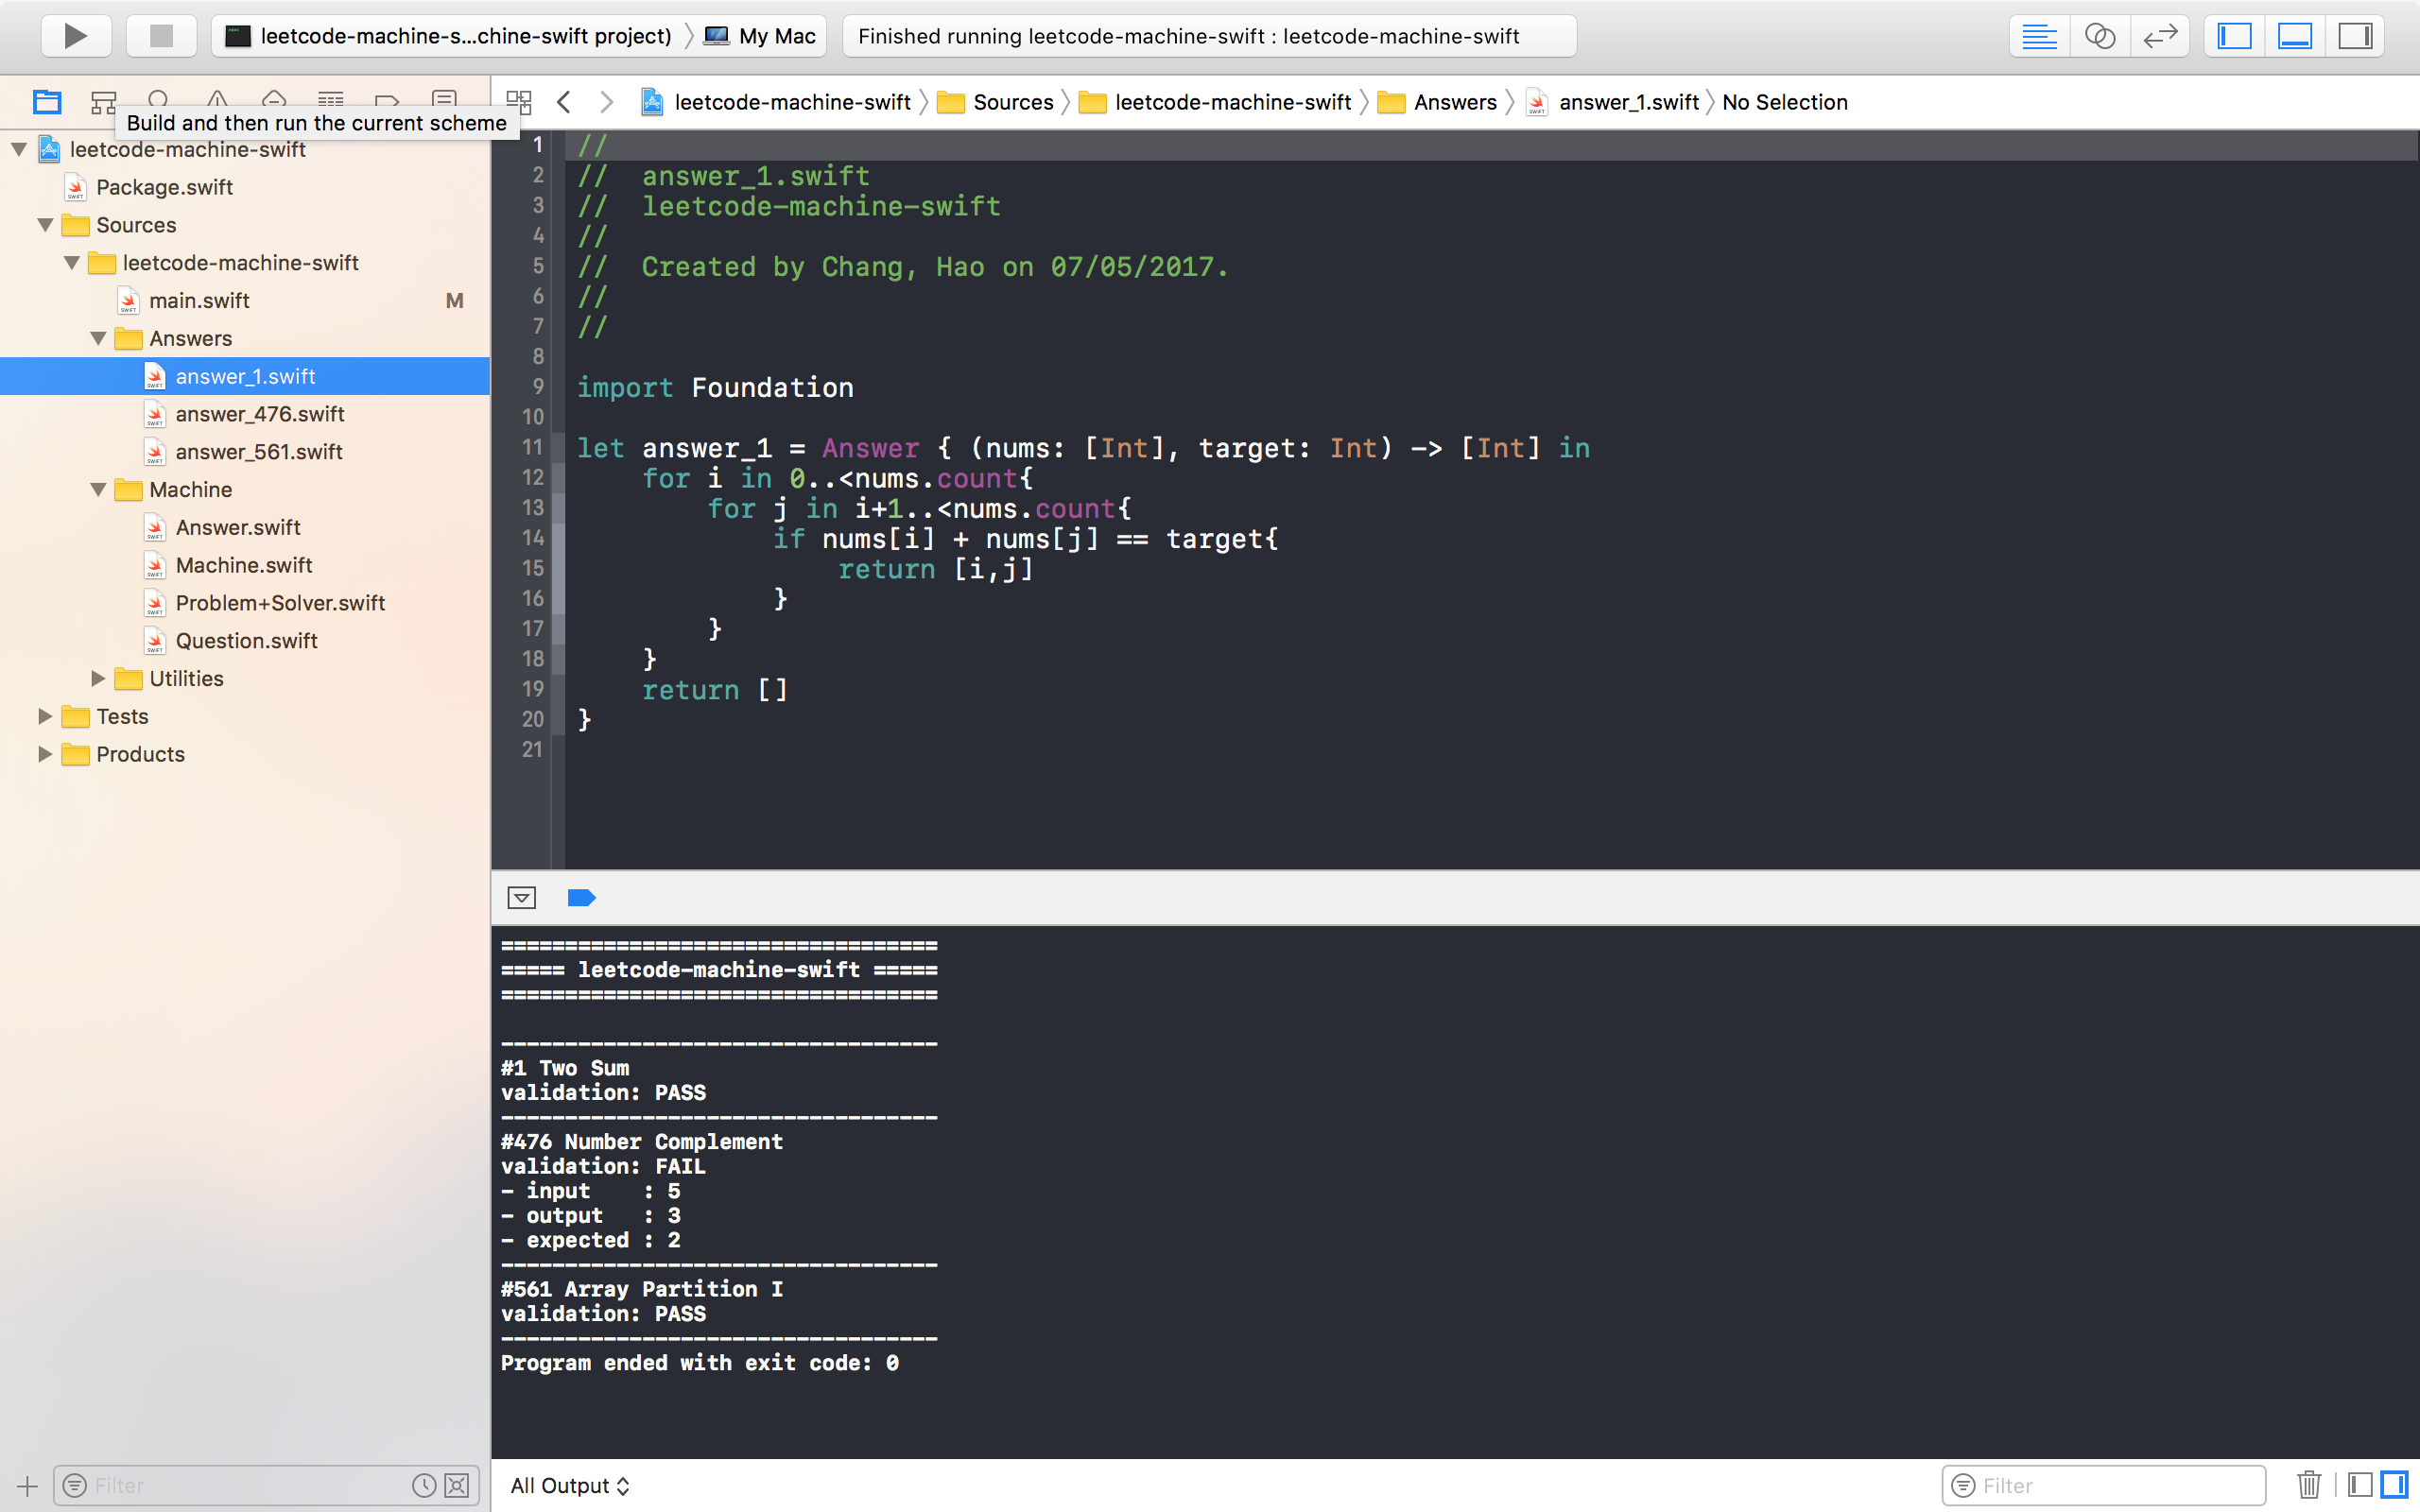 leetcode-machine-s...chine-swift project) My Mac
Finished running leetcode-machine-swift : leetcode-machine-swift
Build and then run the current scheme
leetcode-machine-swift
Package.swift
Sources
leetcode-machine-swift
main.swift M
Answers
answer_1.swift
answer_476.swift
answer_561.swift
Machine
Answer.swift
Machine.swift
Problem+Solver.swift
Question.swift
Utilities
Tests
Products
Filter
leetcode-machine-swift Sources leetcode-machine-swift Answers answer_1.swift No Selection
1 //
2 //  answer_1.swift
3 //  leetcode-machine-swift
4 //
5 //  Created by Chang, Hao on 07/05/2017.
6 //
7 //
8
9 import Foundation
10
11 let answer_1 = Answer { (nums: [Int], target: Int) -> [Int] in
12     for i in 0..<nums.count{
13         for j in i+1..<nums.count{
14             if nums[i] + nums[j] == target{
15                 return [i,j]
16             }
17         }
18     }
19     return []
20 }
21
==================================
===== leetcode-machine-swift =====
==================================
----------------------------------
#1 Two Sum
validation: PASS
----------------------------------
#476 Number Complement
validation: FAIL
- input    : 5
- output   : 3
- expected : 2
----------------------------------
#561 Array Partition I
validation: PASS
----------------------------------
Program ended with exit code: 0
All Output
Filter